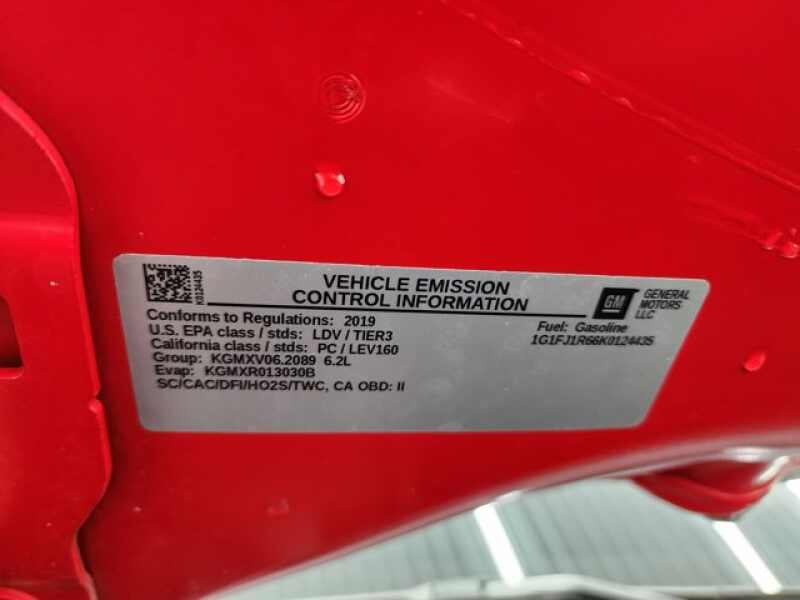 K0124435
VEHICLE EMISSION
CONTROL INFORMATION
GM
GENERAL
MOTORS
LLC
Conforms to Regulations: 2019
U.S. EPA class / stds: LDV / TIER3
California class / stds: PC / LEV160
Group: KGMXV06.2089 6.2L
Evap: KGMXR013030B
SC/CAC/DFI/HO2S/TWC, CA OBD: II
Fuel: Gasoline
1G1FJ1R66K0124435